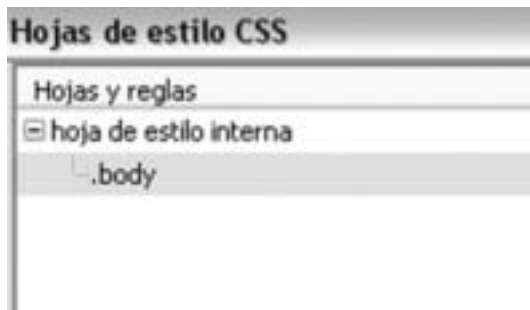 Hojas de estilo CSS
Hojas y reglas
hoja de estilo interna
.body